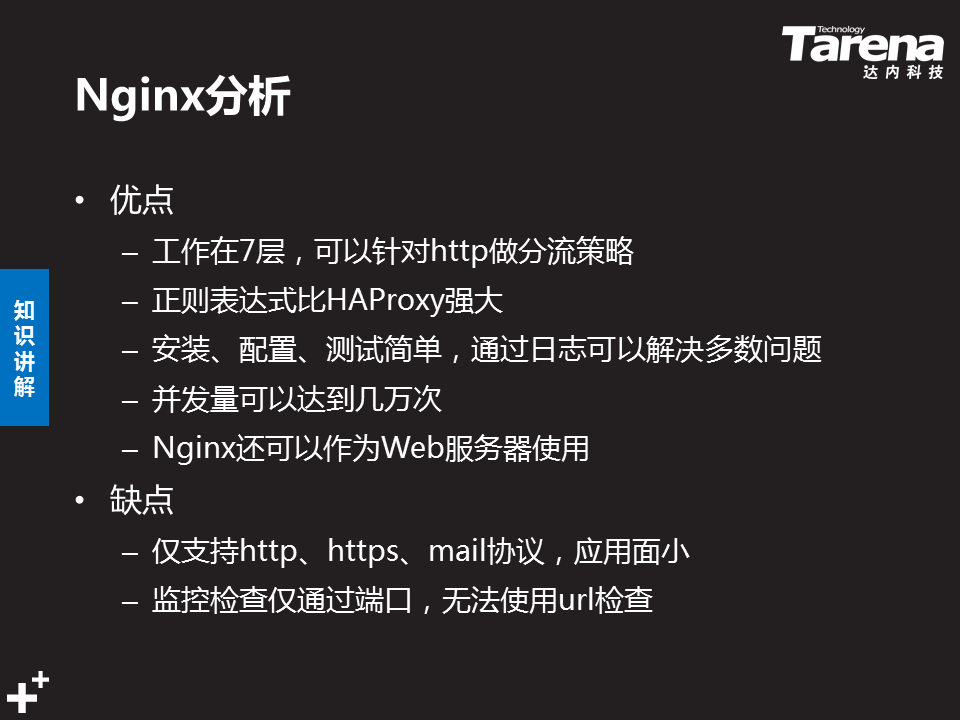 Technology
Tarena
达内科技
Nginx分析
• 优点
– 工作在7层，可以针对http做分流策略
– 正则表达式比HAProxy强大
– 安装、配置、测试简单，通过日志可以解决多数问题
– 并发量可以达到几万次
– Nginx还可以作为Web服务器使用
• 缺点
– 仅支持http、https、mail协议，应用面小
– 监控检查仅通过端口，无法使用url检查
知识讲解